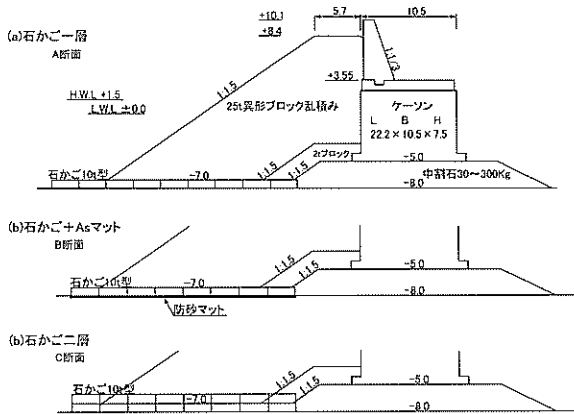 (a)石かご一層
A断面
+10.1
+8.4
5.7
10.5
1:1/3
+3.55
H.W.L +1.5
L.W.L ±0.0
1:1.5
25t異形ブロック乱積み
ケーソン
L B H
22.2×10.5×7.5
2tブロック
1:1.5
1:1.5
-5.0
石かご10t型
-7.0
中割石30~300Kg
-8.0
(b)石かご+Asマット
B断面
1:1.5
1:1.5
-5.0
石かご10t型
-7.0
-8.0
防砂マット
(b)石かご二層
C断面
1:1.5
1:1.5
-5.0
石かご10t型
-7.0
-8.0